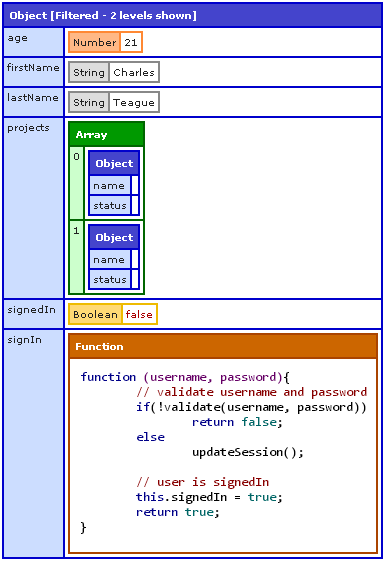 Object [Filtered - 2 levels shown]
age Number 21
firstName String Charles
lastName String Teague
projects Array
0 Object
name
status
1 Object
name
status
signedIn Boolean false
signIn Function
function (username, password){
// validate username and password
if(!validate(username, password))
return false;
else
updateSession();
// user is signedIn
this.signedIn = true;
return true;
}